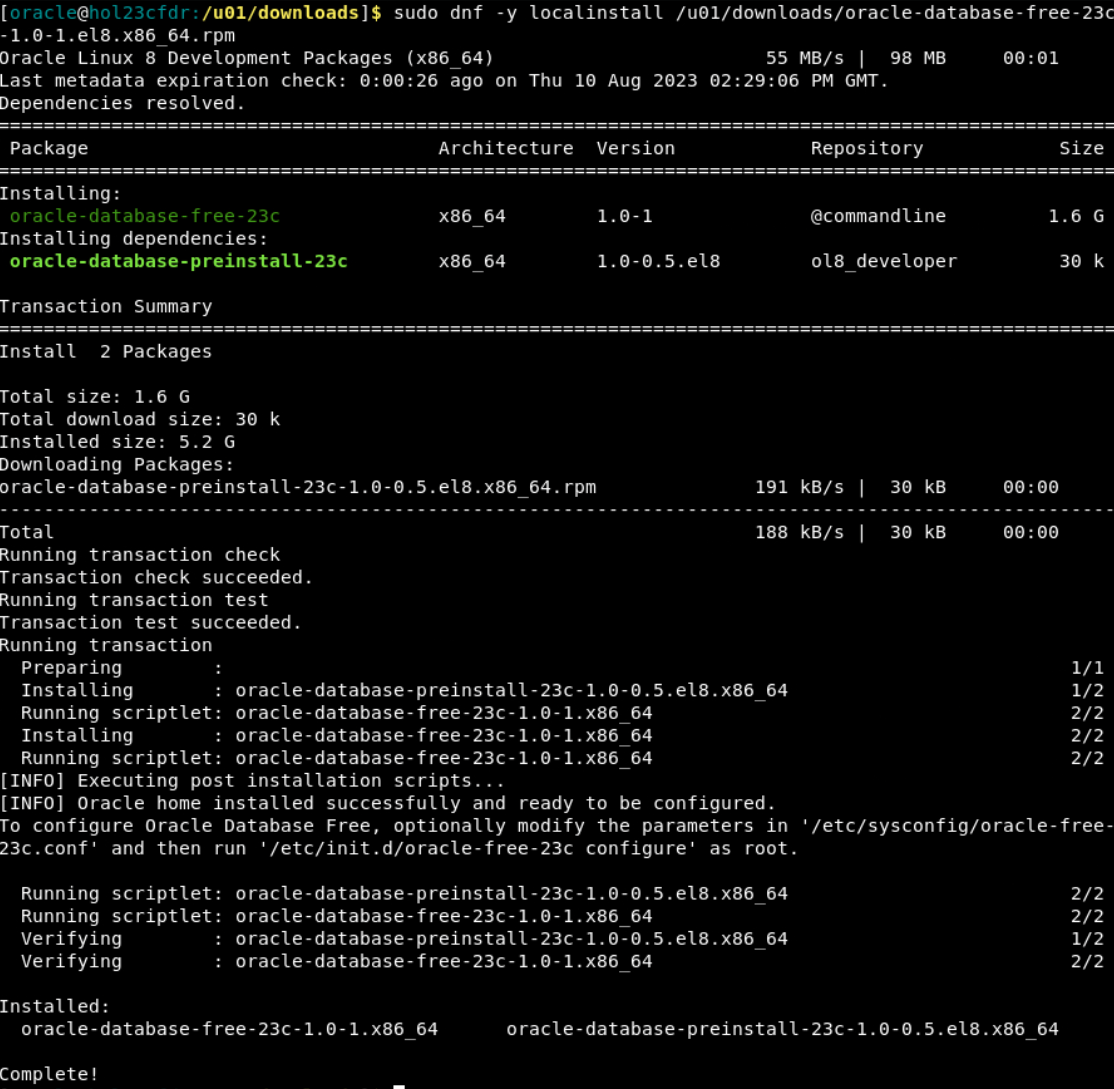 [oracle@hol23cfdr:/u01/downloads]$ sudo dnf -y localinstall /u01/downloads/oracle-database-free-23c
-1.0-1.el8.x86_64.rpm
Oracle Linux 8 Development Packages (x86_64)                        55 MB/s |  98 MB     00:01
Last metadata expiration check: 0:00:26 ago on Thu 10 Aug 2023 02:29:06 PM GMT.
Dependencies resolved.
===================================================================================================
 Package                               Architecture  Version            Repository            Size
===================================================================================================
Installing:
 oracle-database-free-23c              x86_64        1.0-1              @commandline         1.6 G
Installing dependencies:
 oracle-database-preinstall-23c        x86_64        1.0-0.5.el8        ol8_developer         30 k

Transaction Summary
===================================================================================================
Install  2 Packages

Total size: 1.6 G
Total download size: 30 k
Installed size: 5.2 G
Downloading Packages:
oracle-database-preinstall-23c-1.0-0.5.el8.x86_64.rpm              191 kB/s |  30 kB     00:00
---------------------------------------------------------------------------------------------------
Total                                                              188 kB/s |  30 kB     00:00
Running transaction check
Transaction check succeeded.
Running transaction test
Transaction test succeeded.
Running transaction
  Preparing        :                                                                           1/1
  Installing       : oracle-database-preinstall-23c-1.0-0.5.el8.x86_64                         1/2
  Running scriptlet: oracle-database-free-23c-1.0-1.x86_64                                     2/2
  Installing       : oracle-database-free-23c-1.0-1.x86_64                                     2/2
  Running scriptlet: oracle-database-free-23c-1.0-1.x86_64                                     2/2
[INFO] Executing post installation scripts...
[INFO] Oracle home installed successfully and ready to be configured.
To configure Oracle Database Free, optionally modify the parameters in '/etc/sysconfig/oracle-free-
23c.conf' and then run '/etc/init.d/oracle-free-23c configure' as root.

  Running scriptlet: oracle-database-preinstall-23c-1.0-0.5.el8.x86_64                         2/2
  Running scriptlet: oracle-database-free-23c-1.0-1.x86_64                                     2/2
  Verifying        : oracle-database-preinstall-23c-1.0-0.5.el8.x86_64                         1/2
  Verifying        : oracle-database-free-23c-1.0-1.x86_64                                     2/2

Installed:
  oracle-database-free-23c-1.0-1.x86_64      oracle-database-preinstall-23c-1.0-0.5.el8.x86_64

Complete!